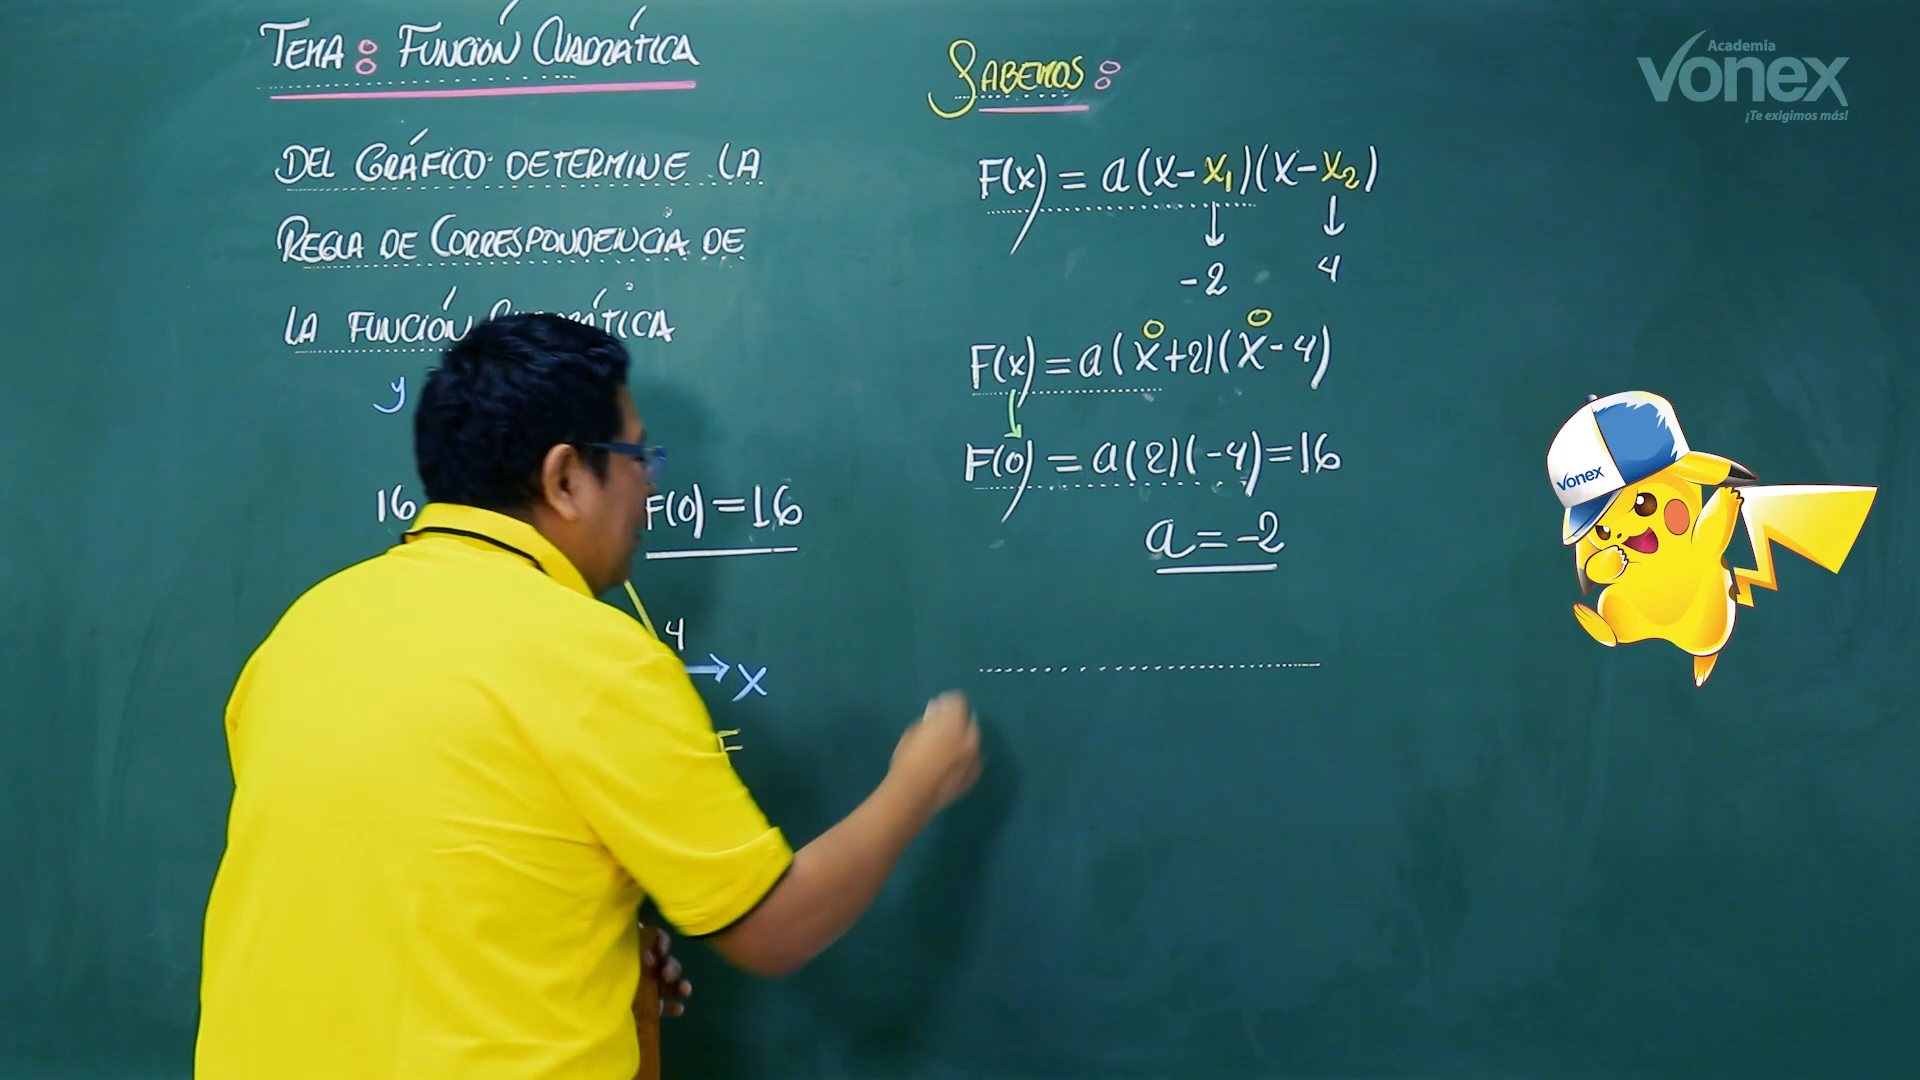 TEMA: FUNCIÓN CUADRÁTICA
DEL GRÁFICO DETERMINE LA
REGLA DE CORRESPONDENCIA DE
LA FUNCIÓN CUADRÁTICA
y
16
F(0) = 16
4
X
F
SABEMOS:
F(x) = a(x-x₁)(x-x₂)
-2 4
F(x) = a(x+2)(x-4)
F(0) = a(2)(-4)=16
a = -2
Academia
Vonex
¡Te exigimos más!
Vonex